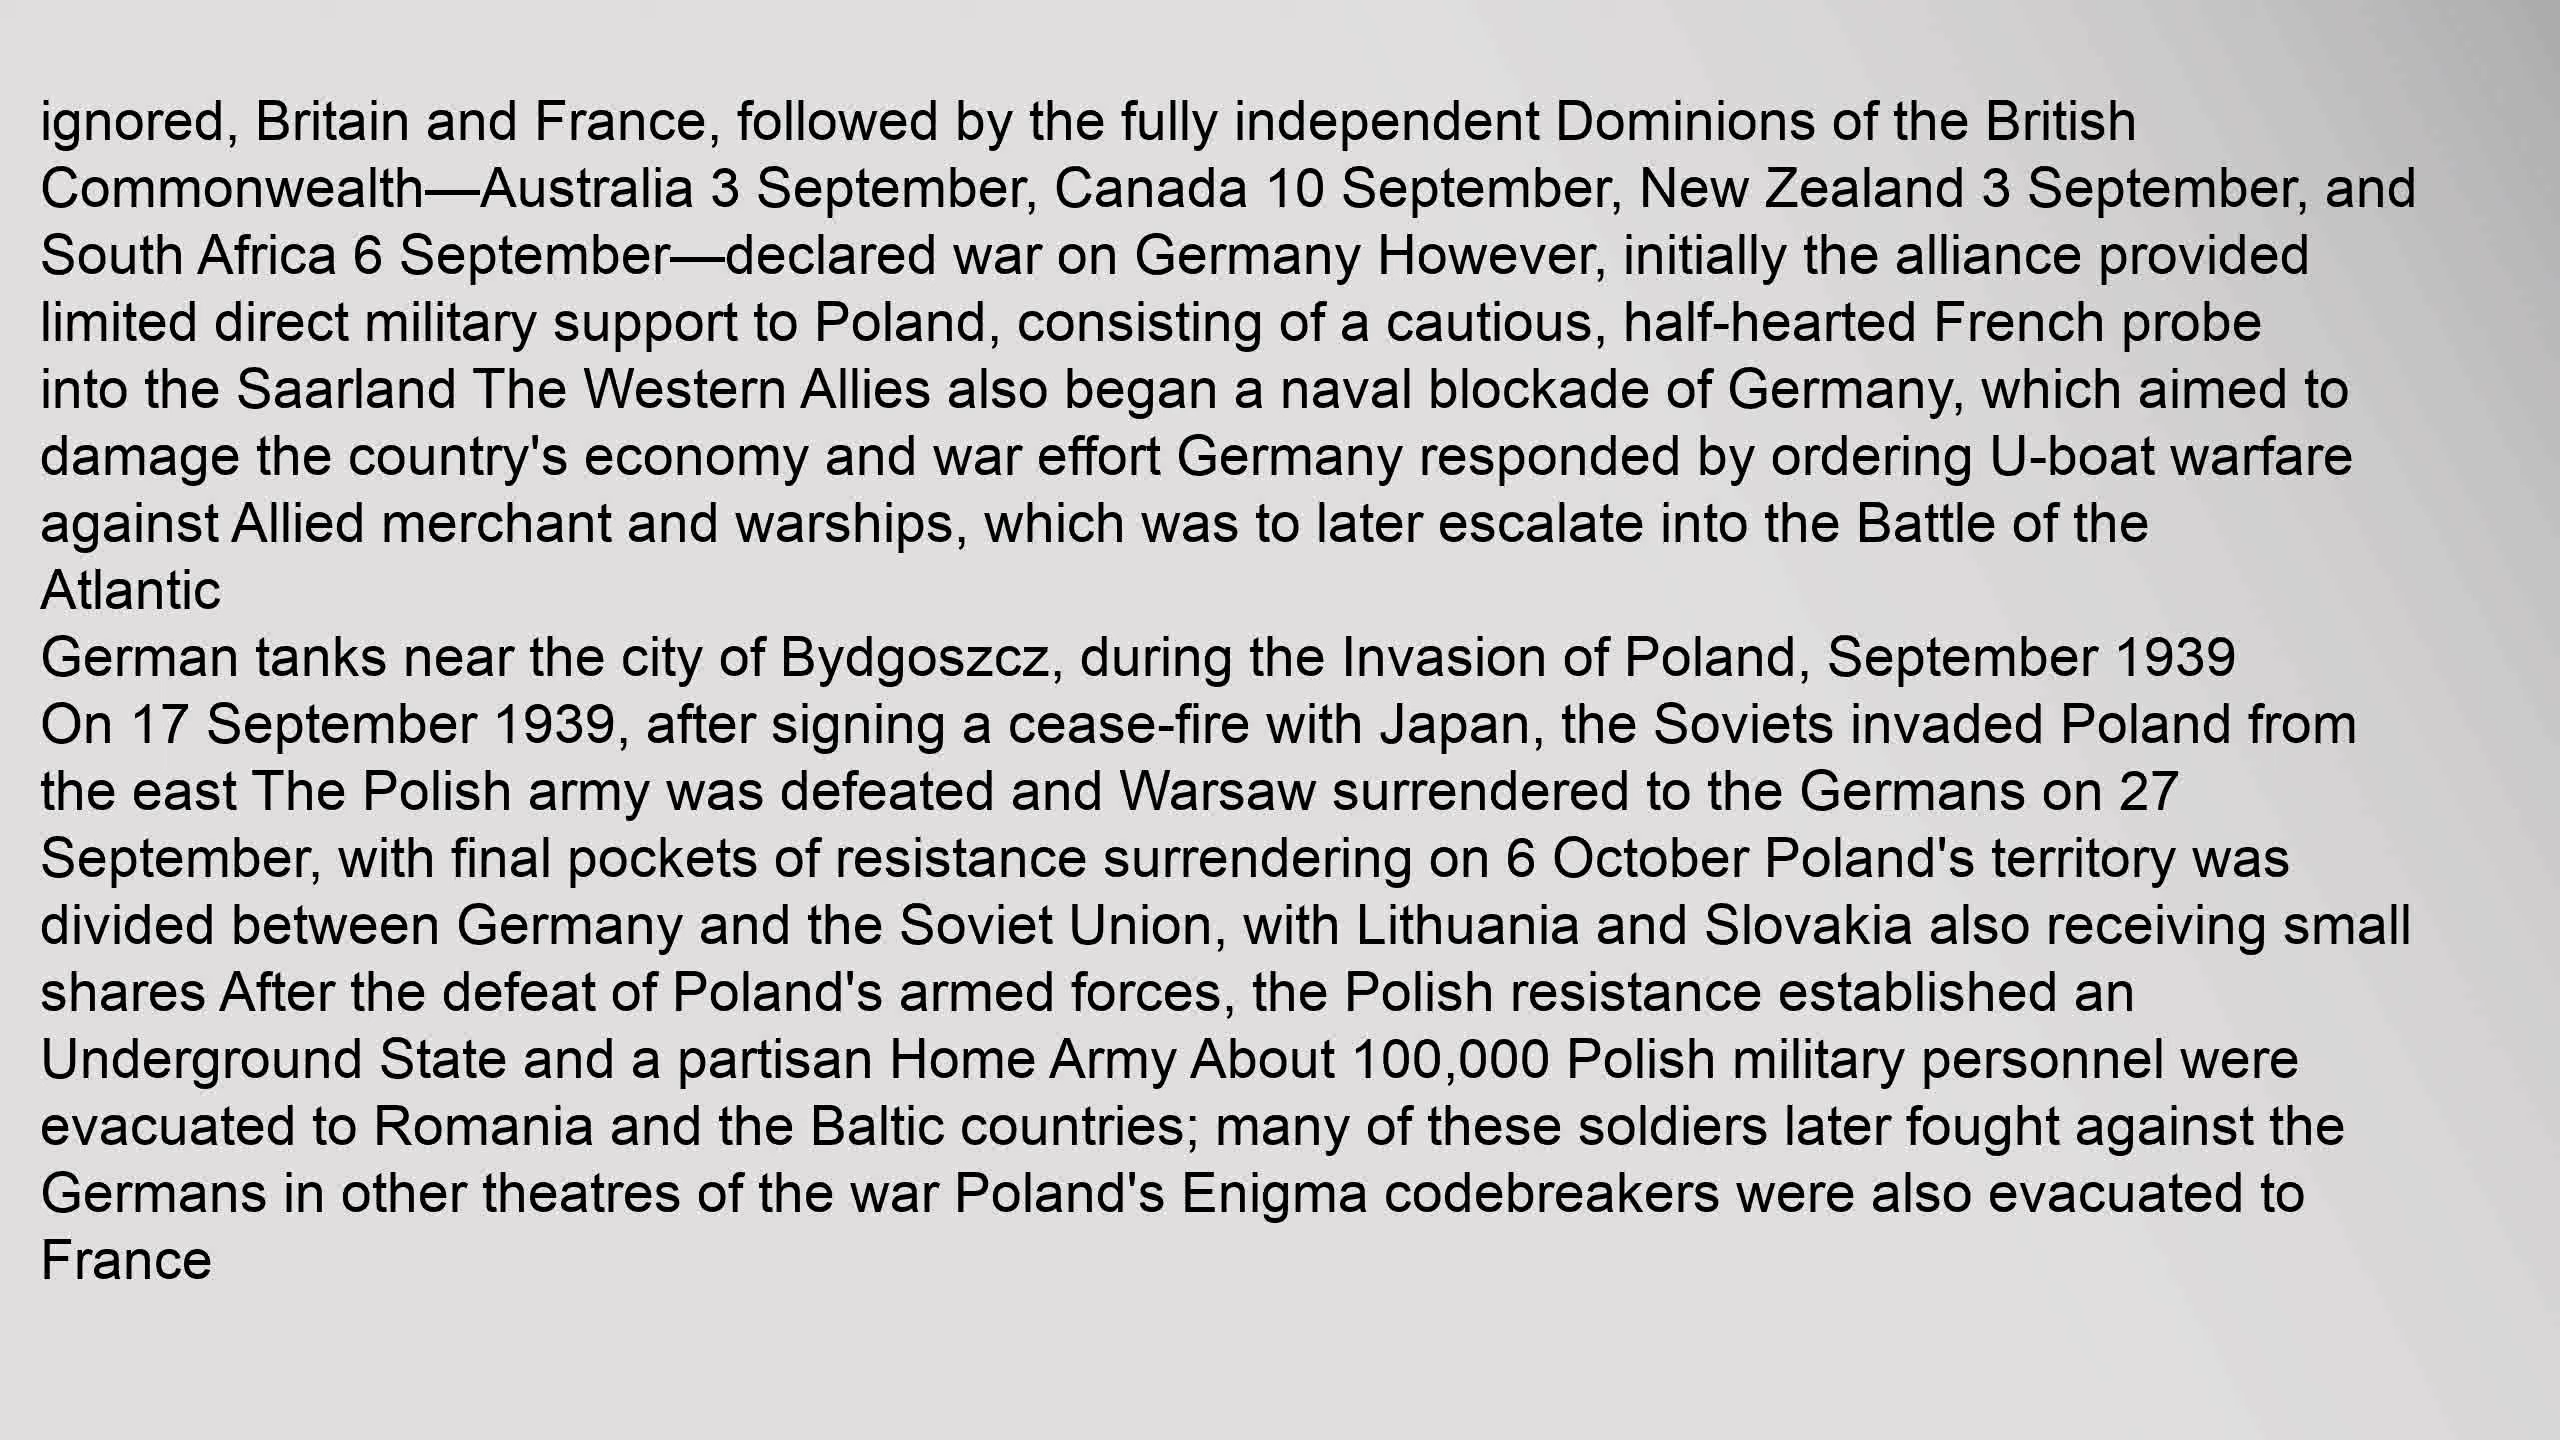 ignored, Britain and France, followed by the fully independent Dominions of the British
Commonwealth—Australia 3 September, Canada 10 September, New Zealand 3 September, and
South Africa 6 September—declared war on Germany However, initially the alliance provided
limited direct military support to Poland, consisting of a cautious, half-hearted French probe
into the Saarland The Western Allies also began a naval blockade of Germany, which aimed to
damage the country's economy and war effort Germany responded by ordering U-boat warfare
against Allied merchant and warships, which was to later escalate into the Battle of the
Atlantic
German tanks near the city of Bydgoszcz, during the Invasion of Poland, September 1939
On 17 September 1939, after signing a cease-fire with Japan, the Soviets invaded Poland from
the east The Polish army was defeated and Warsaw surrendered to the Germans on 27
September, with final pockets of resistance surrendering on 6 October Poland's territory was
divided between Germany and the Soviet Union, with Lithuania and Slovakia also receiving small
shares After the defeat of Poland's armed forces, the Polish resistance established an
Underground State and a partisan Home Army About 100,000 Polish military personnel were
evacuated to Romania and the Baltic countries; many of these soldiers later fought against the
Germans in other theatres of the war Poland's Enigma codebreakers were also evacuated to
France